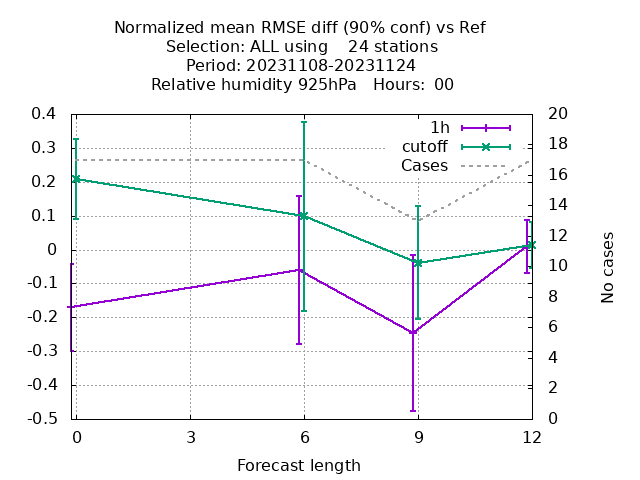 Normalized mean RMSE diff (90% conf) vs Ref
Selection: ALL using    24 stations
Period: 20231108-20231124
Relative humidity 925hPa   Hours:  00
1h
cutoff
Cases
0.4
0.3
0.2
0.1
0
-0.1
-0.2
-0.3
-0.4
-0.5
20
18
16
14
12
10
8
6
4
2
0
No cases
0 3 6 9 12
Forecast length